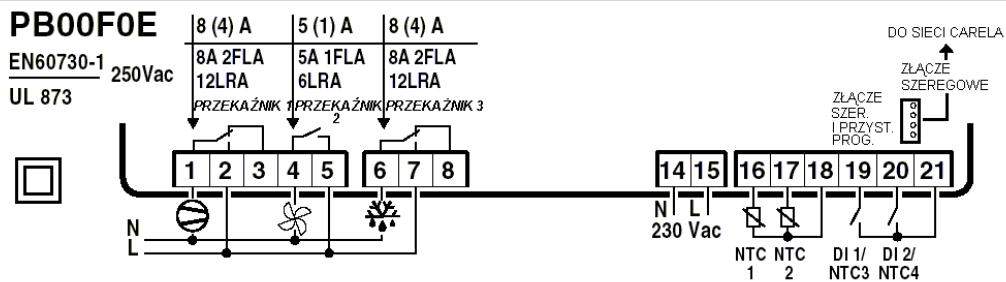 PB00F0E
EN60730-1
UL 873
250Vac
8 (4) A
8A 2FLA
12LRA
PRZEKAŹNIK 1
5 (1) A
5A 1FLA
6LRA
PRZEKAŹNIK 2
8 (4) A
8A 2FLA
12LRA
PRZEKAŹNIK 3
DO SIECI CARELA
ZŁĄCZE
SZEREGOWE
ZŁĄCZE
SZER.
I PRZYST.
PROG.
1 2 3 4 5 6 7 8 14 15 16 17 18 19 20 21
N
L
N L
230 Vac
NTC
1
NTC
2
DI 1/
NTC3
DI 2/
NTC4